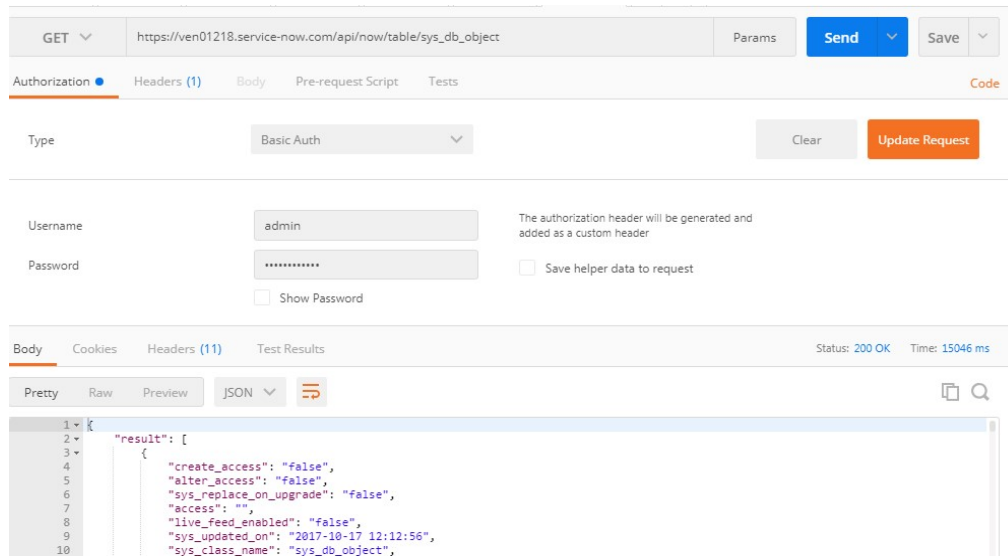 GET https://ven01218.service-now.com/api/now/table/sys_db_object Params Send Save
Authorization Headers (1) Body Pre-request Script Tests Code
Type Basic Auth Clear Update Request
Username admin The authorization header will be generated and
added as a custom header
Password •••••••••••• Save helper data to request
Show Password
Body Cookies Headers (11) Test Results Status: 200 OK Time: 15046 ms
Pretty Raw Preview JSON
1 {
2 "result": [
3 {
4 "create_access": "false",
5 "alter_access": "false",
6 "sys_replace_on_upgrade": "false",
7 "access": "",
8 "live_feed_enabled": "false",
9 "sys_updated_on": "2017-10-17 12:12:56",
10 "sys_class_name": "sys_db_object",